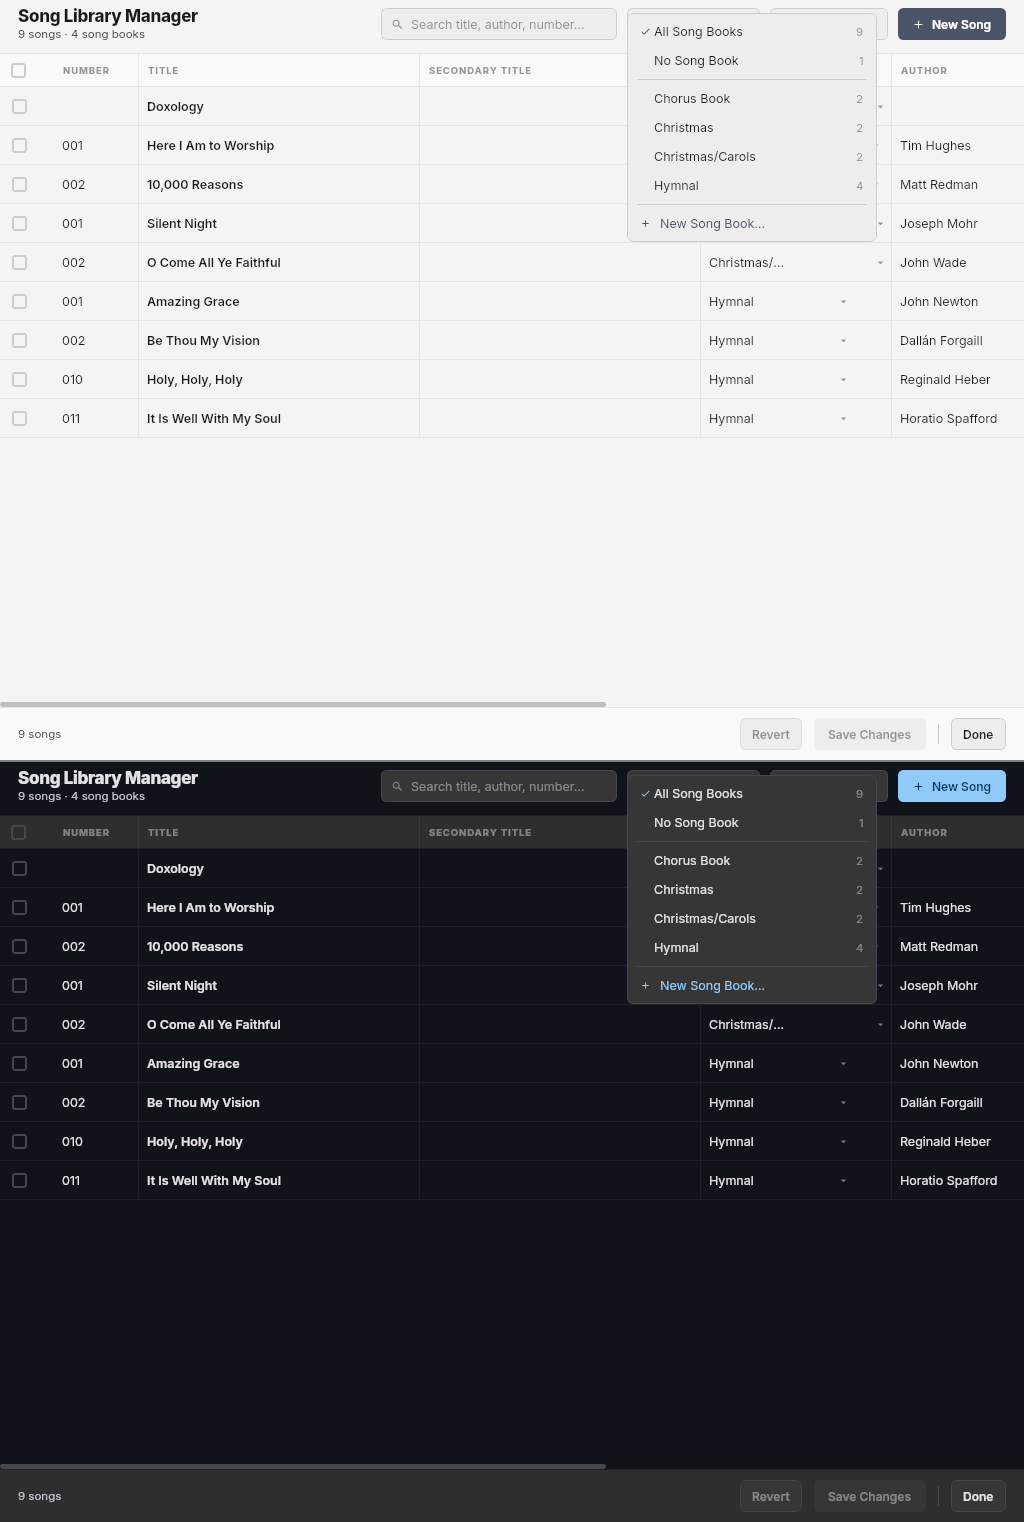 Song Library Manager
9 songs · 4 song books
Search title, author, number...
+ New Song
All Song Books 9
No Song Book 1
Chorus Book 2
Christmas 2
Christmas/Carols 2
Hymnal 4
+ New Song Book...
NUMBER TITLE SECONDARY TITLE AUTHOR
Doxology
001 Here I Am to Worship Tim Hughes
002 10,000 Reasons Matt Redman
001 Silent Night Joseph Mohr
002 O Come All Ye Faithful Christmas/... John Wade
001 Amazing Grace Hymnal John Newton
002 Be Thou My Vision Hymnal Dallán Forgaill
010 Holy, Holy, Holy Hymnal Reginald Heber
011 It Is Well With My Soul Hymnal Horatio Spafford
9 songs Revert Save Changes Done
Song Library Manager
9 songs · 4 song books
Search title, author, number...
+ New Song
All Song Books 9
No Song Book 1
Chorus Book 2
Christmas 2
Christmas/Carols 2
Hymnal 4
+ New Song Book...
NUMBER TITLE SECONDARY TITLE AUTHOR
Doxology
001 Here I Am to Worship Tim Hughes
002 10,000 Reasons Matt Redman
001 Silent Night Joseph Mohr
002 O Come All Ye Faithful Christmas/... John Wade
001 Amazing Grace Hymnal John Newton
002 Be Thou My Vision Hymnal Dallán Forgaill
010 Holy, Holy, Holy Hymnal Reginald Heber
011 It Is Well With My Soul Hymnal Horatio Spafford
9 songs Revert Save Changes Done